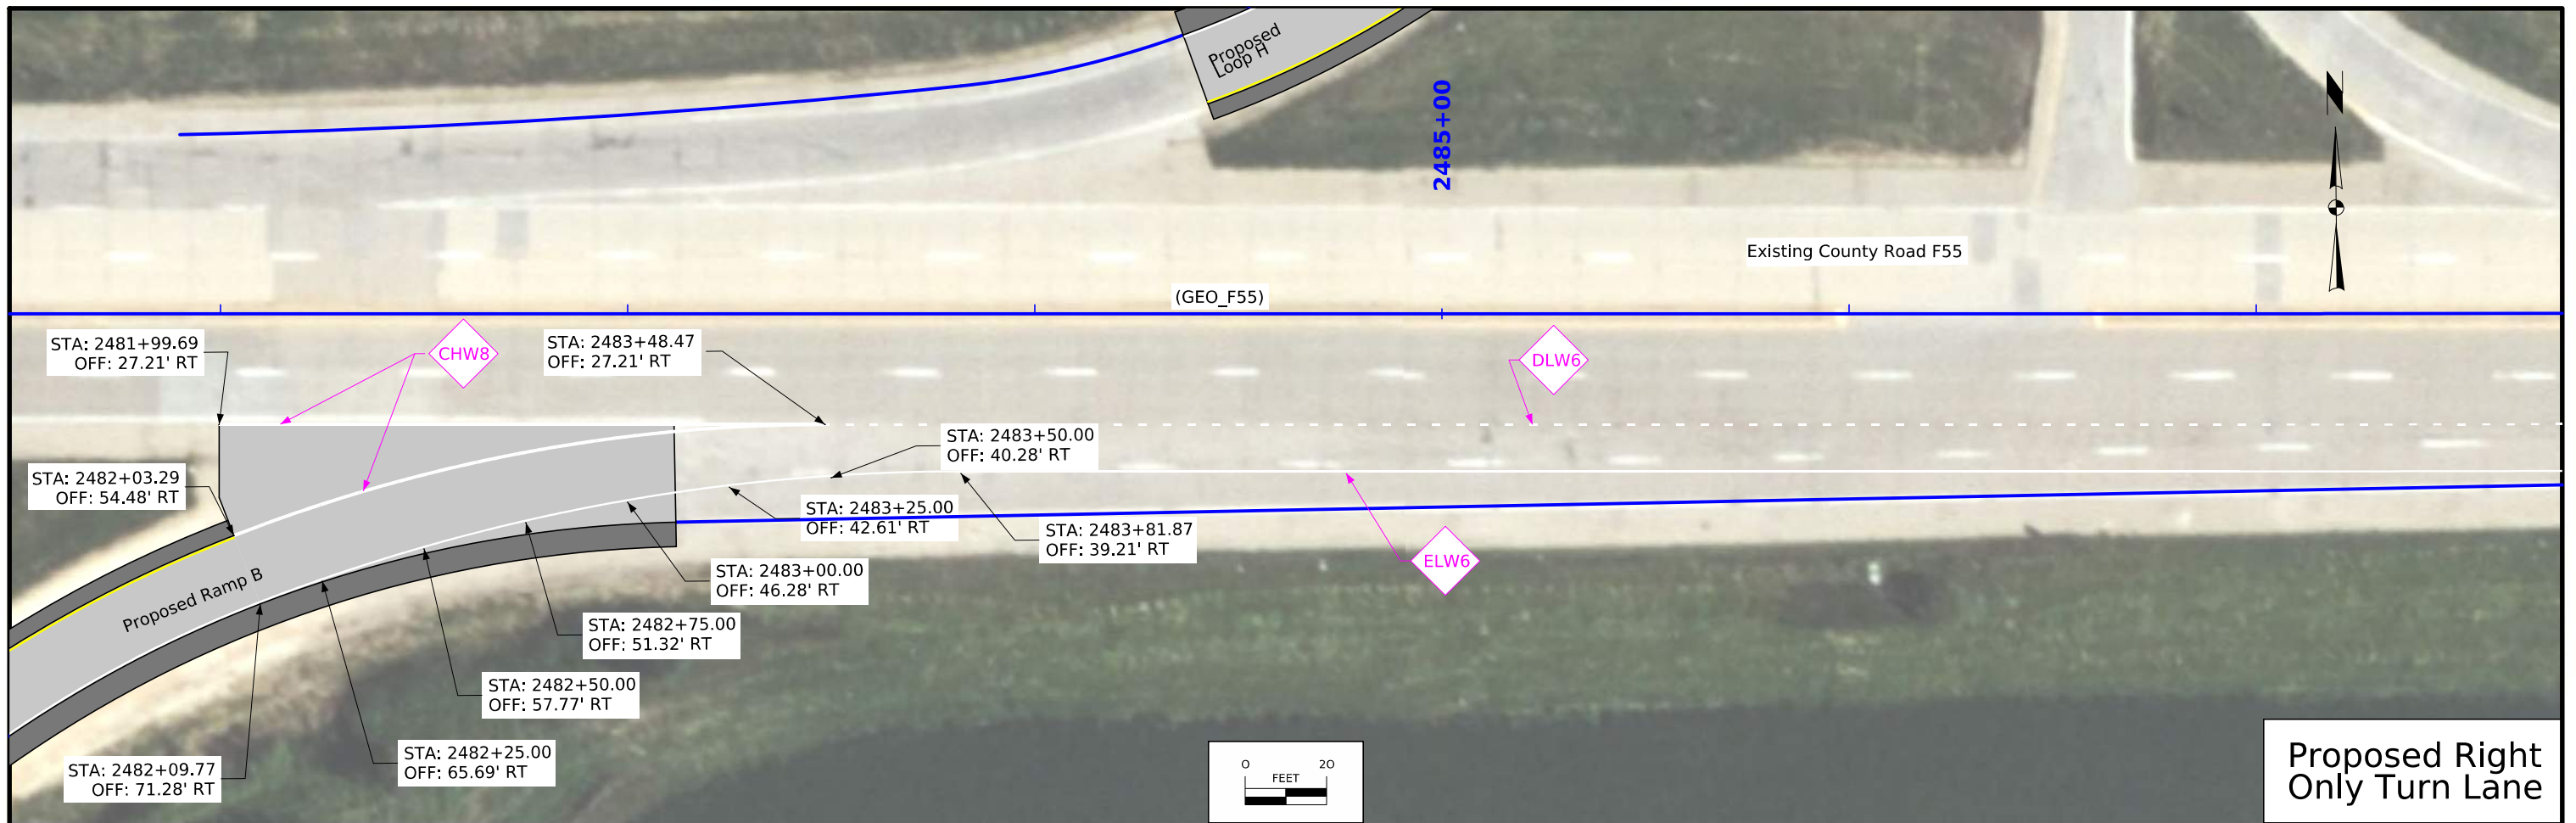 Proposed
Loop H
2485+00
N
Existing County Road F55
(GEO_F55)
STA: 2481+99.69
OFF: 27.21' RT
CHW8
STA: 2483+48.47
OFF: 27.21' RT
DLW6
STA: 2483+50.00
OFF: 40.28' RT
STA: 2482+03.29
OFF: 54.48' RT
STA: 2483+25.00
OFF: 42.61' RT
STA: 2483+81.87
OFF: 39.21' RT
ELW6
STA: 2483+00.00
OFF: 46.28' RT
Proposed Ramp B
STA: 2482+75.00
OFF: 51.32' RT
STA: 2482+50.00
OFF: 57.77' RT
STA: 2482+25.00
OFF: 65.69' RT
STA: 2482+09.77
OFF: 71.28' RT
0 20
FEET
Proposed Right
Only Turn Lane